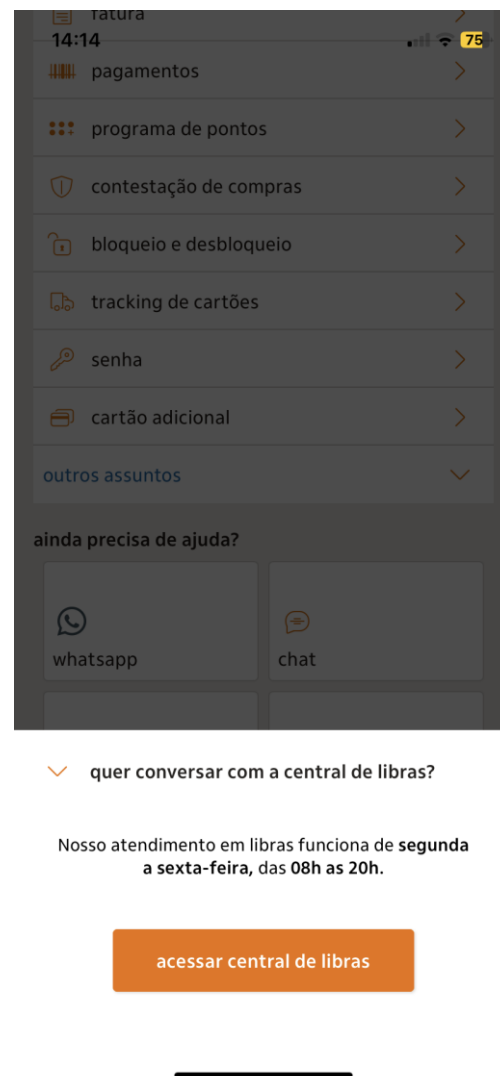 fatura
14:14
75
pagamentos
programa de pontos
contestação de compras
bloqueio e desbloqueio
tracking de cartões
senha
cartão adicional
outros assuntos
ainda precisa de ajuda?
whatsapp
chat
quer conversar com a central de libras?
Nosso atendimento em libras funciona de segunda
a sexta-feira, das 08h as 20h.
acessar central de libras